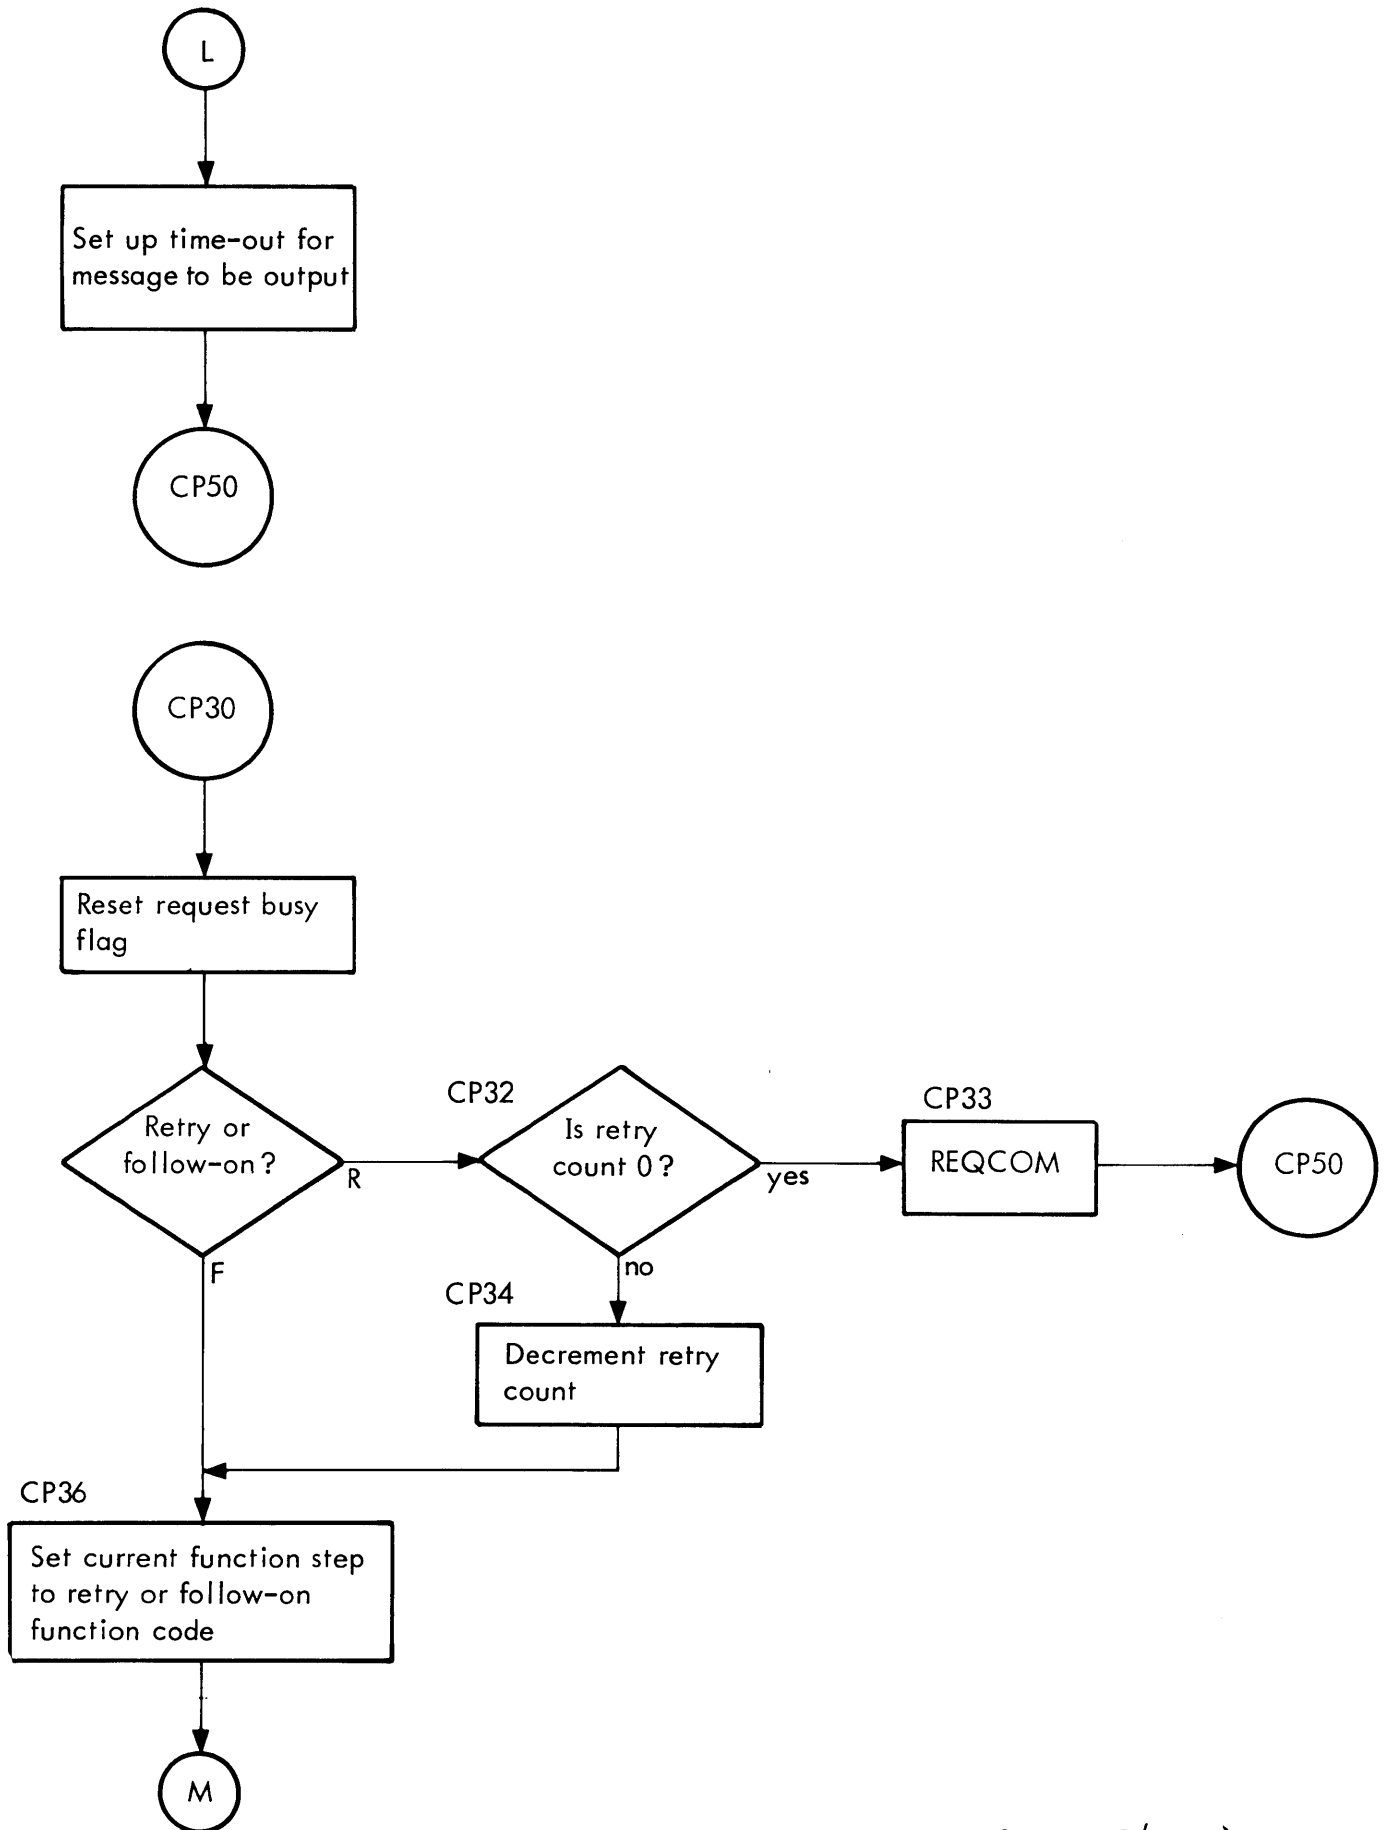 L
Set up time-out for
message to be output
CP50
CP30
Reset request busy
flag
Retry or
follow-on?
R
F
CP32
Is retry
count 0?
yes
no
CP33
REQCOM
CP50
CP34
Decrement retry
count
CP36
Set current function step
to retry or follow-on
function code
M